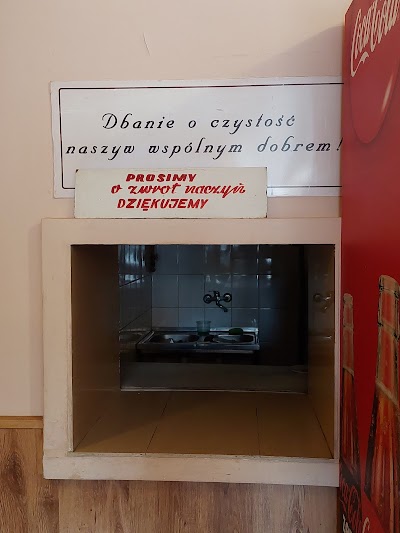 Coca-Cola
Dbanie o czystość
naszyw wspólnym dobrem!
PROSIMY
o zwrot naczyń
DZIĘKUJEMY